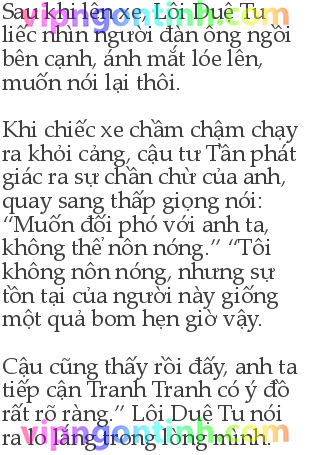 Sau khi lên xe, Lôi Duệ Tu
liếc nhìn người đàn ông ngồi
bên cạnh, ánh mắt lóe lên,
muốn nói lại thôi.
Khi chiếc xe chầm chậm chạy
ra khỏi cảng, cậu tư Tần phát
giác ra sự chần chừ của anh,
quay sang thấp giọng nói:
“Muốn đối phó với anh ta,
không thể nôn nóng.” “Tôi
không nôn nóng, nhưng sự
tồn tại của người này giống
một quả bom hẹn giờ vậy.
Cậu cũng thấy rồi đấy, anh ta
tiếp cận Tranh Tranh có ý đồ
rất rõ ràng.” Lôi Duệ Tu nói
ra lo lắng trong lòng mình.
vipngontinh.com
vipngontinh.com